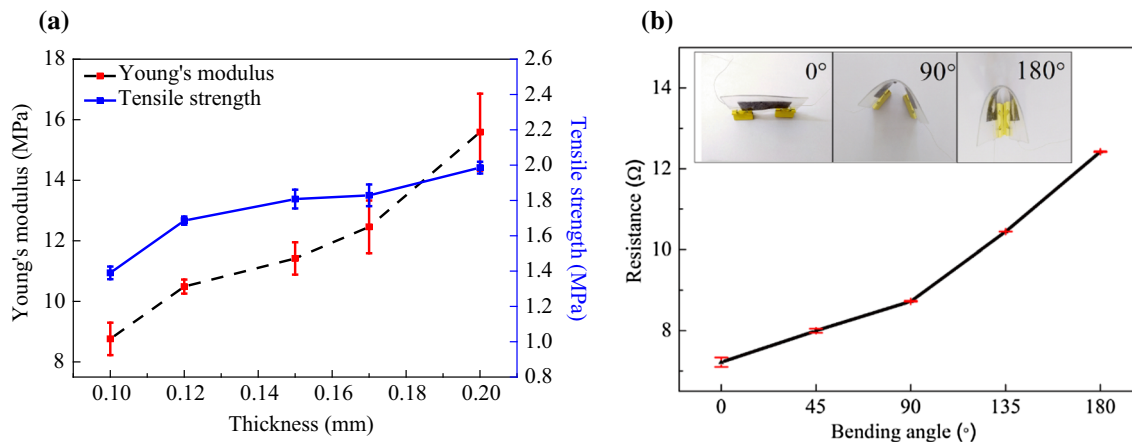 (a)
18
16
14
12
10
8
Young's modulus (MPa)
Young's modulus
Tensile strength
2.6
2.4
2.2
2.0
1.8
1.6
1.4
1.2
1.0
0.8
Tensile strength (MPa)
0.10 0.12 0.14 0.16 0.18 0.20
Thickness (mm)
(b)
14
12
10
8
Resistance (Ω)
0°
90°
180°
0 45 90 135 180
Bending angle (°)